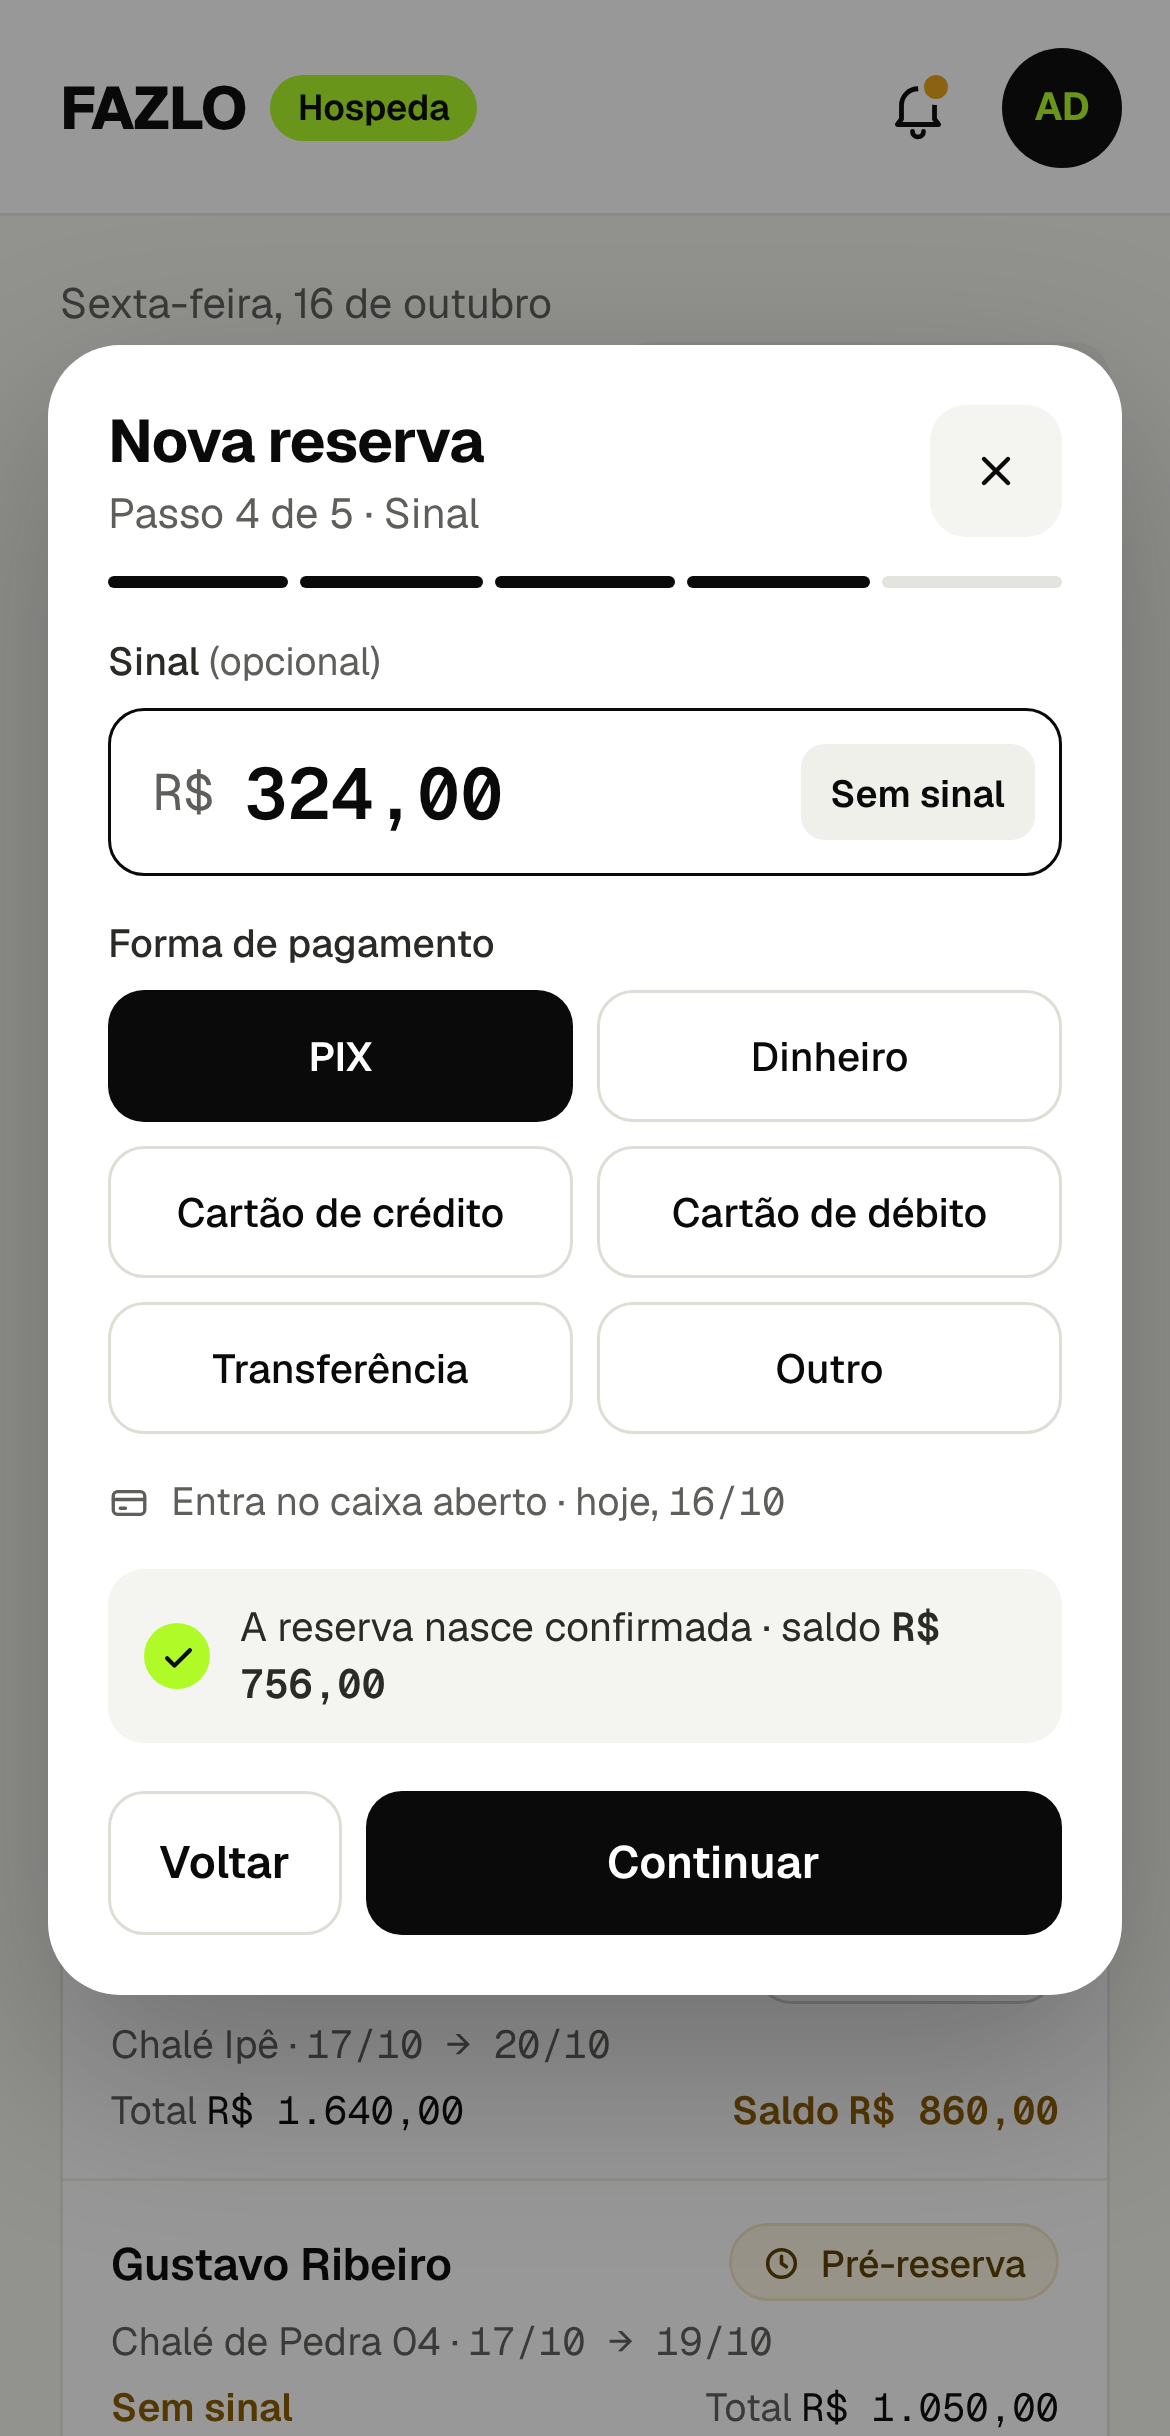 FAZLO Hospeda AD
Sexta-feira, 16 de outubro
Nova reserva
Passo 4 de 5 · Sinal
Sinal (opcional)
R$ 324,00 Sem sinal
Forma de pagamento
PIX Dinheiro
Cartão de crédito Cartão de débito
Transferência Outro
Entra no caixa aberto · hoje, 16/10
A reserva nasce confirmada · saldo R$
756,00
Voltar Continuar
Chalé Ipê · 17/10 → 20/10
Total R$ 1.640,00 Saldo R$ 860,00
Gustavo Ribeiro Pré-reserva
Chalé de Pedra 04 · 17/10 → 19/10
Sem sinal Total R$ 1.050,00